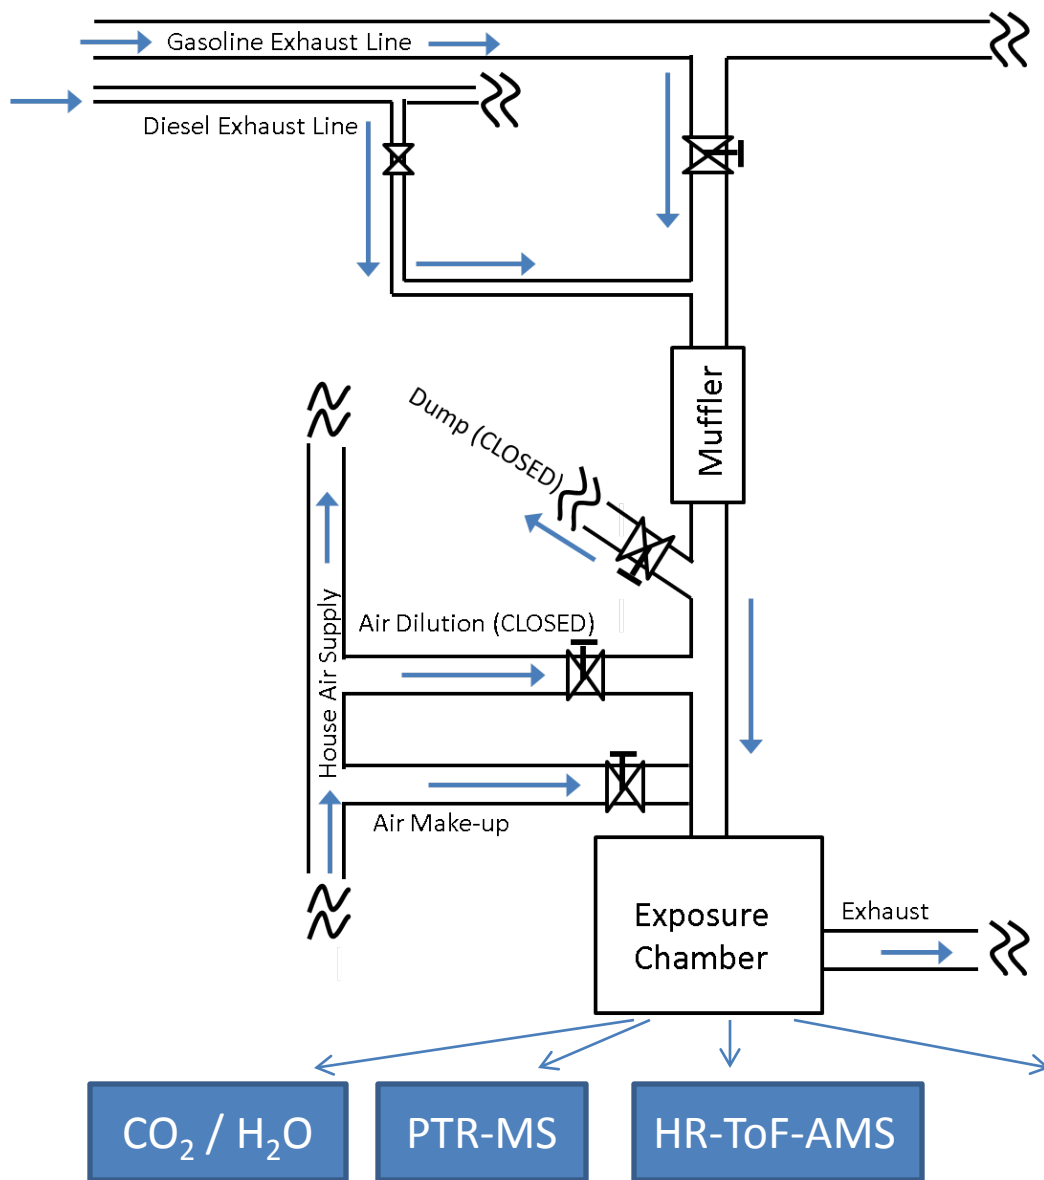 Gasoline Exhaust Line
Diesel Exhaust Line
Muffler
Dump (CLOSED)
House Air Supply
Air Dilution (CLOSED)
Air Make-up
Exposure
Chamber
Exhaust
CO₂ / H₂O
PTR-MS
HR-ToF-AMS